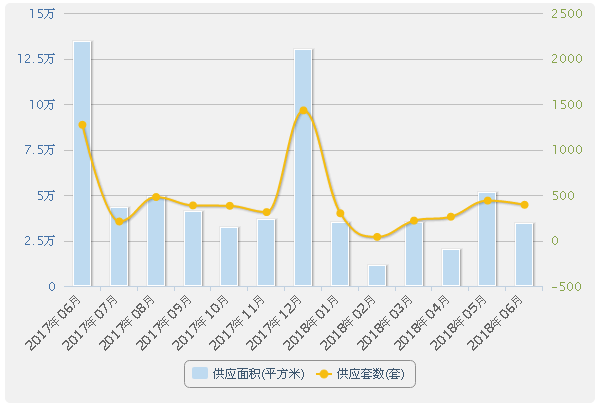 15万
12.5万
10万
7.5万
5万
2.5万
0
2500
2000
1500
1000
500
0
-500
2017年06月
2017年07月
2017年08月
2017年09月
2017年10月
2017年11月
2017年12月
2018年01月
2018年02月
2018年03月
2018年04月
2018年05月
2018年06月
供应面积(平方米) 供应套数(套)